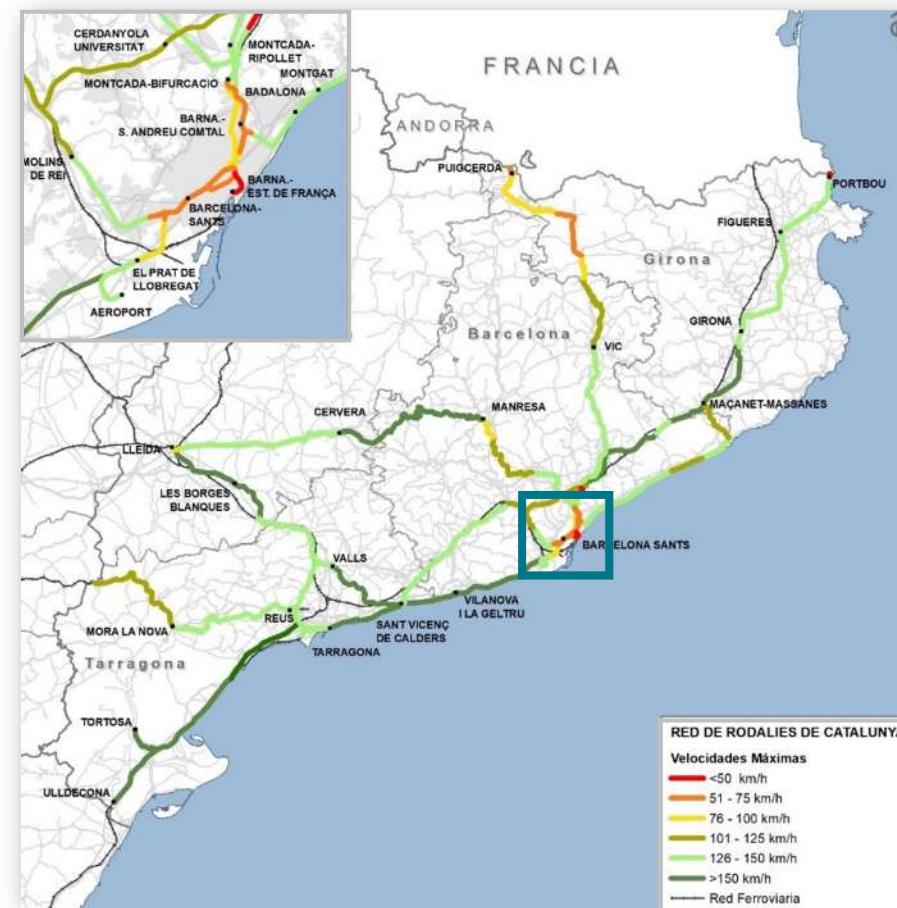 CERDANYOLA
UNIVERSITAT
MONTCADA-
RIPOLLET
MONTGAT
MONTCADA-BIFURCACIO
BADALONA
BARNA.-
S. ANDREU COMTAL
MOLINS
DE REI
BARNA.-
EST. DE FRANÇA
BARCELONA-
SANTS
EL PRAT DE
LLOBREGAT
AEROPORT
FRANCIA
ANDORRA
PUIGCERDA
PORTBOU
FIGUERES
Girona
GIRONA
Barcelona
VIC
MAÇANET-MASSANES
MANRESA
CERVERA
LLEIDA
LES BORGES
BLANQUES
BARCELONA SANTS
VALLS
VILANOVA
I LA GELTRU
REUS
SANT VICENÇ
DE CALDERS
MORA LA NOVA
TARRAGONA
Tarragona
TORTOSA
ULLDECONA
RED DE RODALIES DE CATALUNY
Velocidades Máximas
<50 km/h
51 - 75 km/h
76 - 100 km/h
101 - 125 km/h
126 - 150 km/h
>150 km/h
Red Ferroviaria